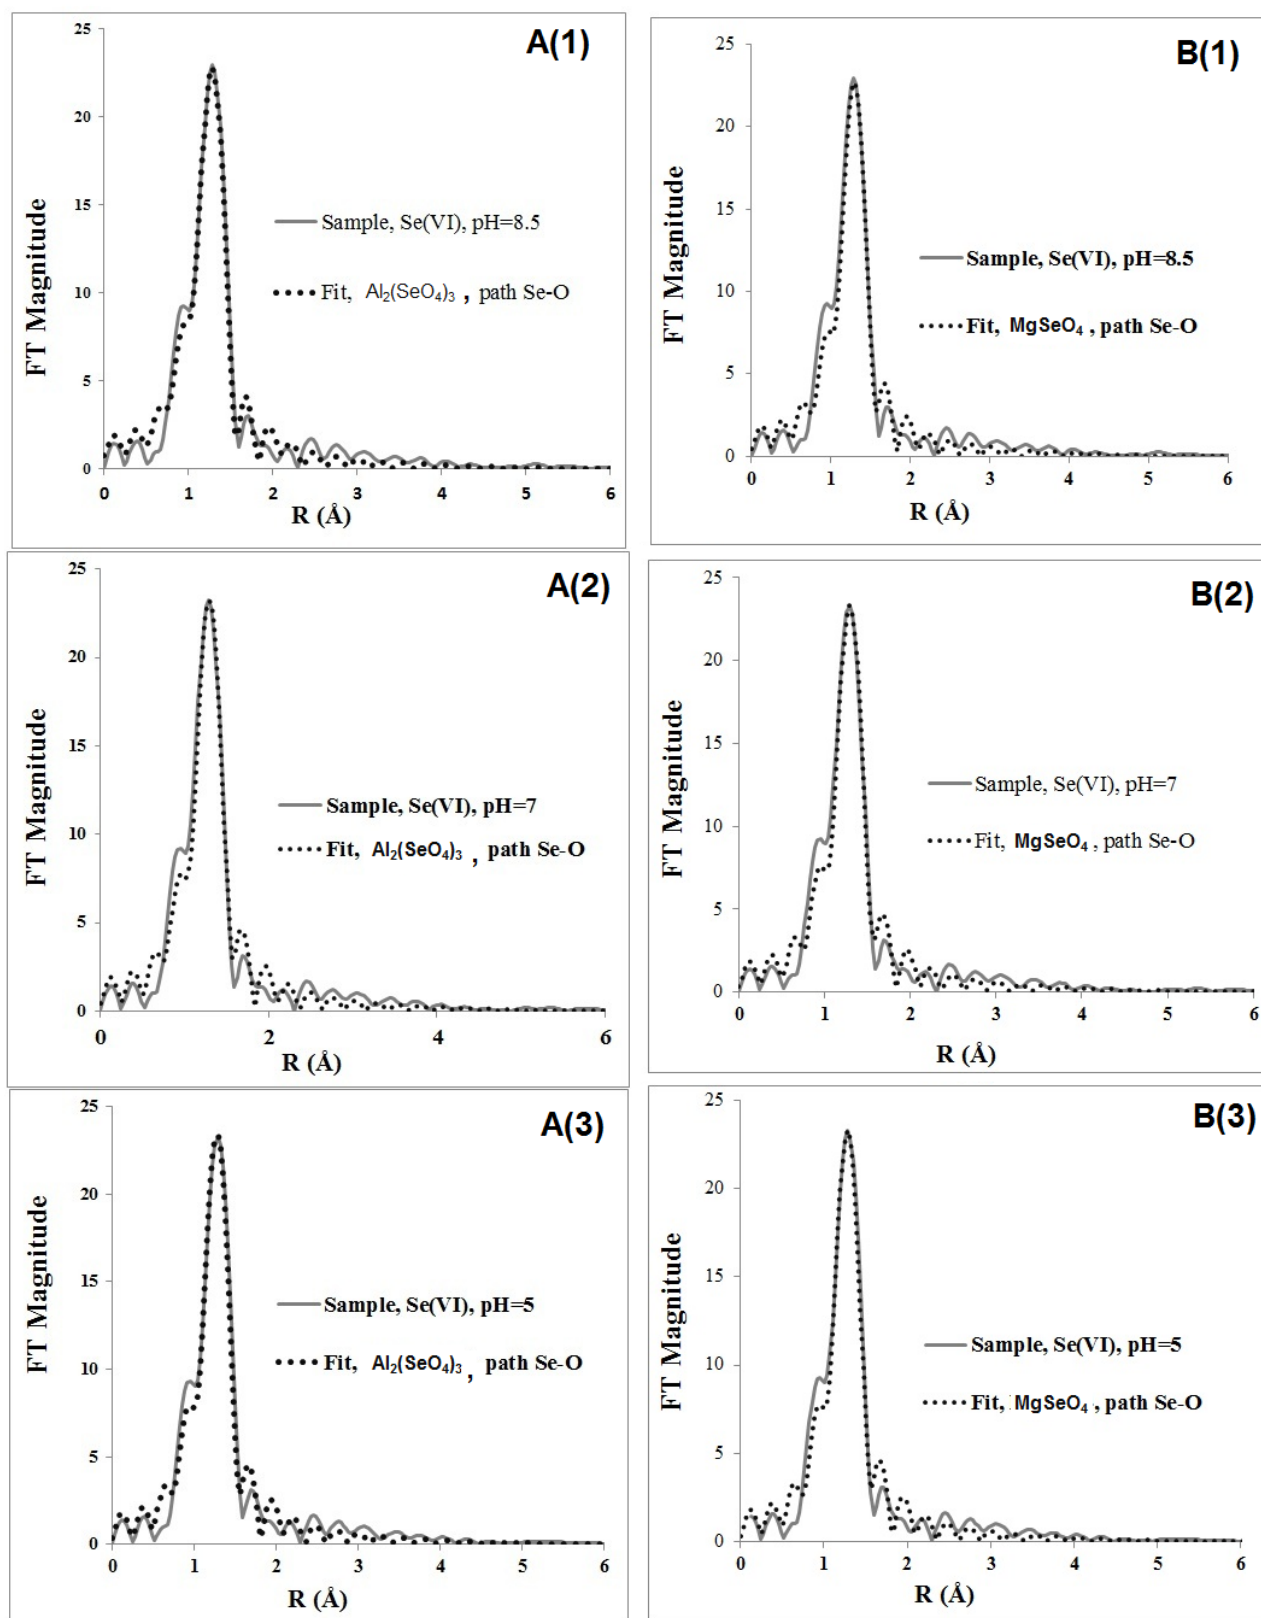 A(1)
25
20
15
10
5
0
FT Magnitude
Sample, Se(VI), pH=8.5
Fit, Al₂(SeO₄)₃ , path Se-O
0 1 2 3 4 5 6
R (Å)
B(1)
25
20
15
10
5
0
FT Magnitude
Sample, Se(VI), pH=8.5
Fit, MgSeO₄ , path Se-O
0 1 2 3 4 5 6
R (Å)
A(2)
25
20
15
10
5
0
FT Magnitude
Sample, Se(VI), pH=7
Fit, Al₂(SeO₄)₃ , path Se-O
0 2 4 6
R (Å)
B(2)
25
20
15
10
5
0
FT Magnitude
Sample, Se(VI), pH=7
Fit, MgSeO₄ , path Se-O
0 1 2 3 4 5 6
R (Å)
A(3)
25
20
15
10
5
0
FT Magnitude
Sample, Se(VI), pH=5
Fit, Al₂(SeO₄)₃ , path Se-O
0 1 2 3 4 5 6
R (Å)
B(3)
25
20
15
10
5
0
FT Magnitude
Sample, Se(VI), pH=5
Fit, MgSeO₄ , path Se-O
0 1 2 3 4 5 6
R (Å)